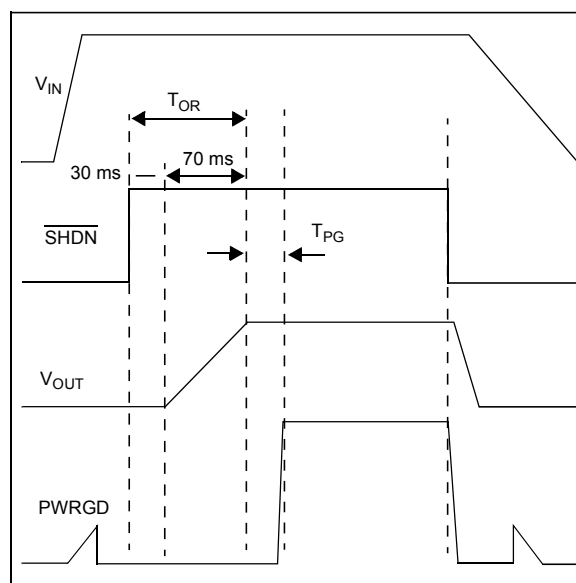 V_IN
T_OR
30 ms
70 ms
SHDN
T_PG
V_OUT
PWRGD